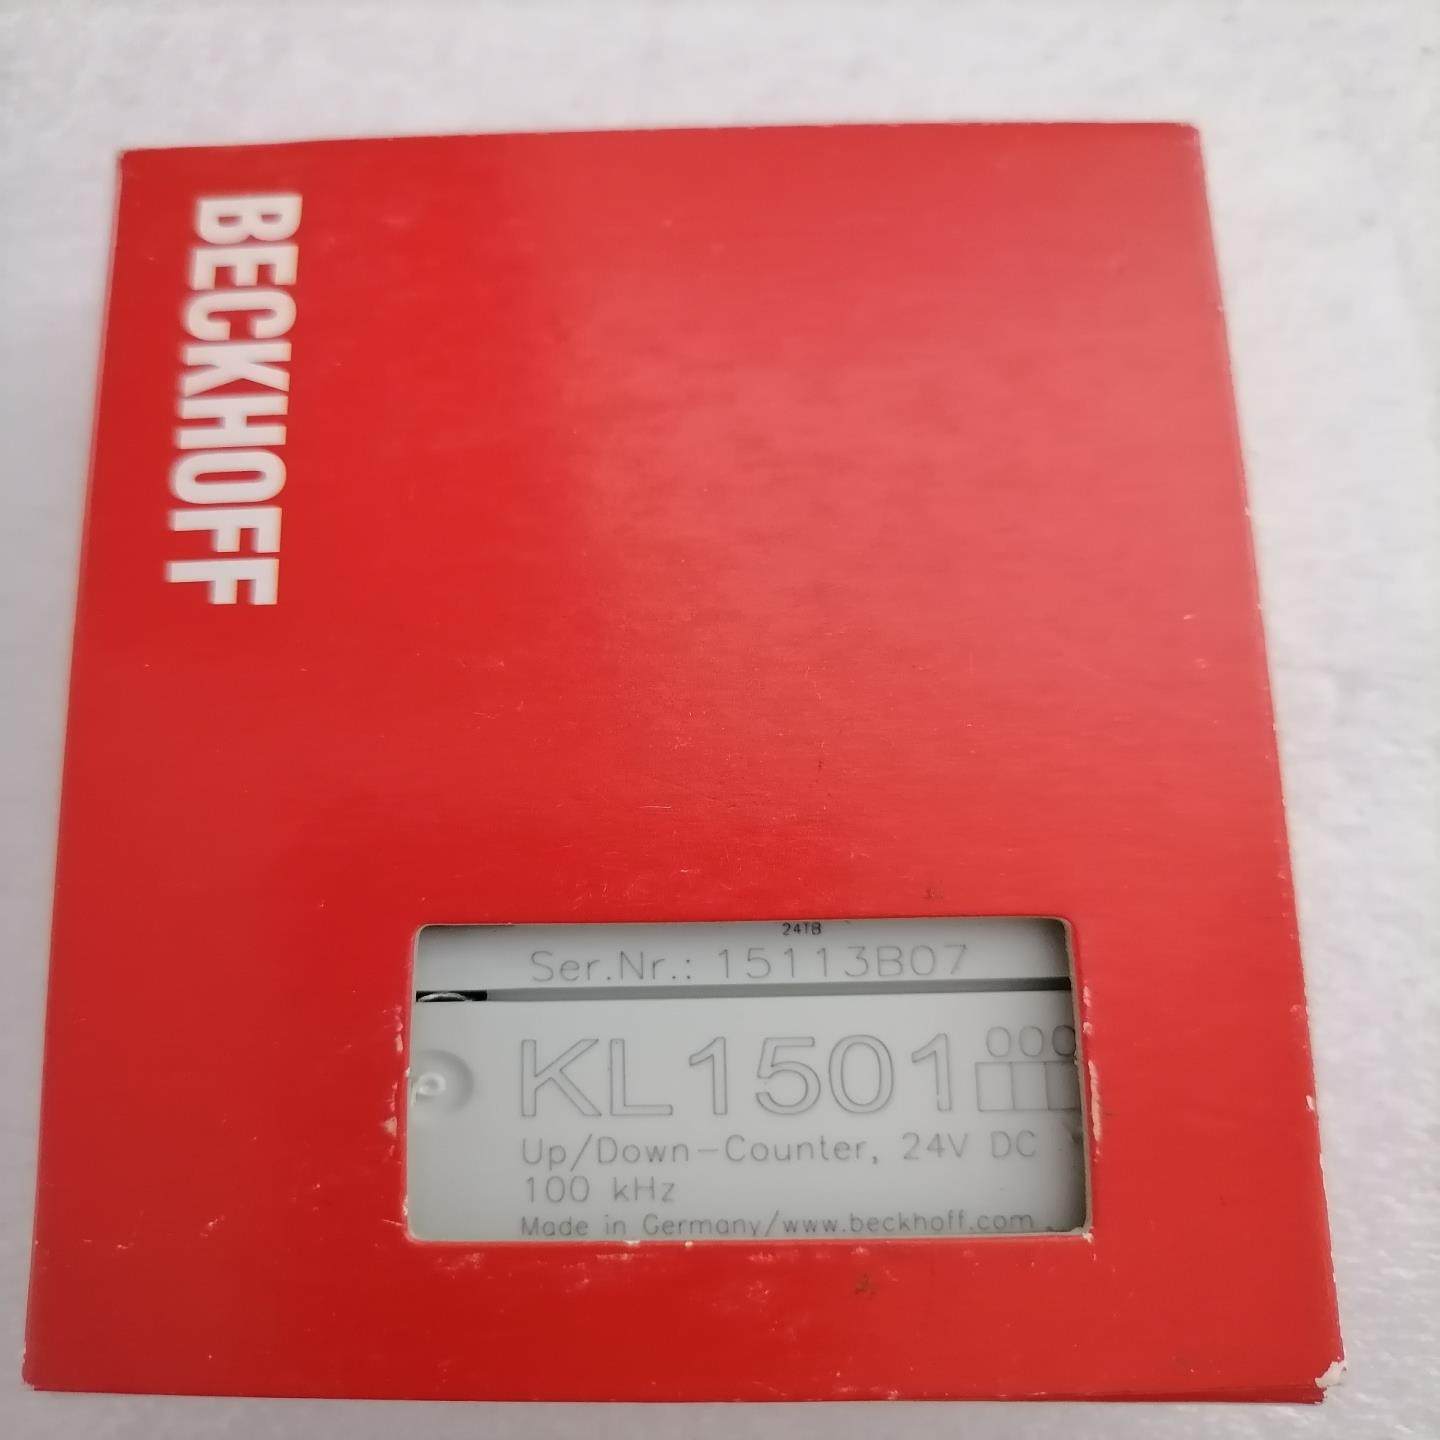 BECKHOFF
24TB
Ser.Nr.: 15113B07
KL1501 000
Up/Down-Counter, 24V DC
100 kHz
Made in Germany/www.beckhoff.com